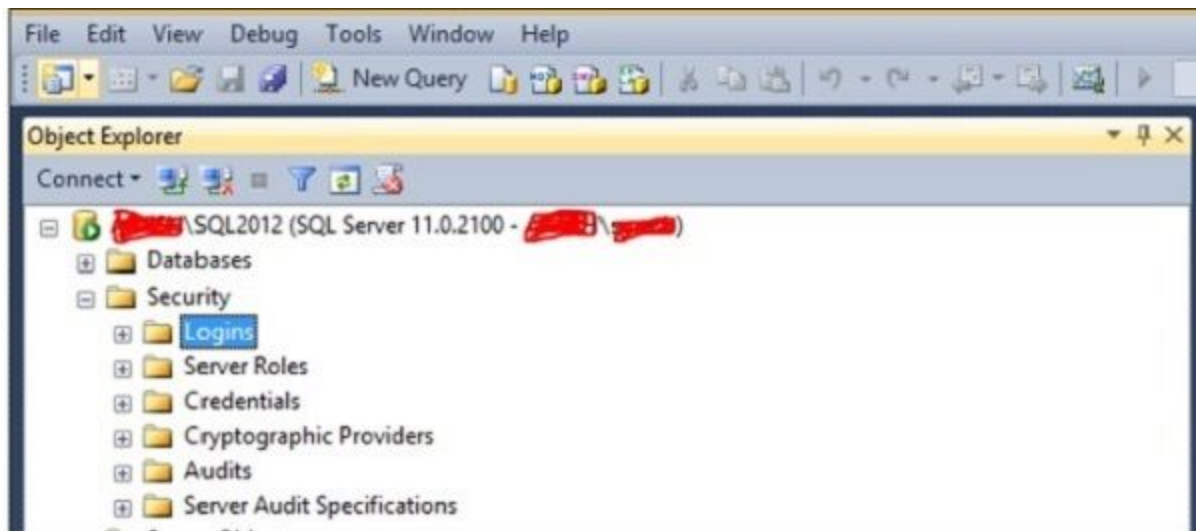 File Edit View Debug Tools Window Help
New Query
Object Explorer
Connect
\SQL2012 (SQL Server 11.0.2100 - \)
Databases
Security
Logins
Server Roles
Credentials
Cryptographic Providers
Audits
Server Audit Specifications